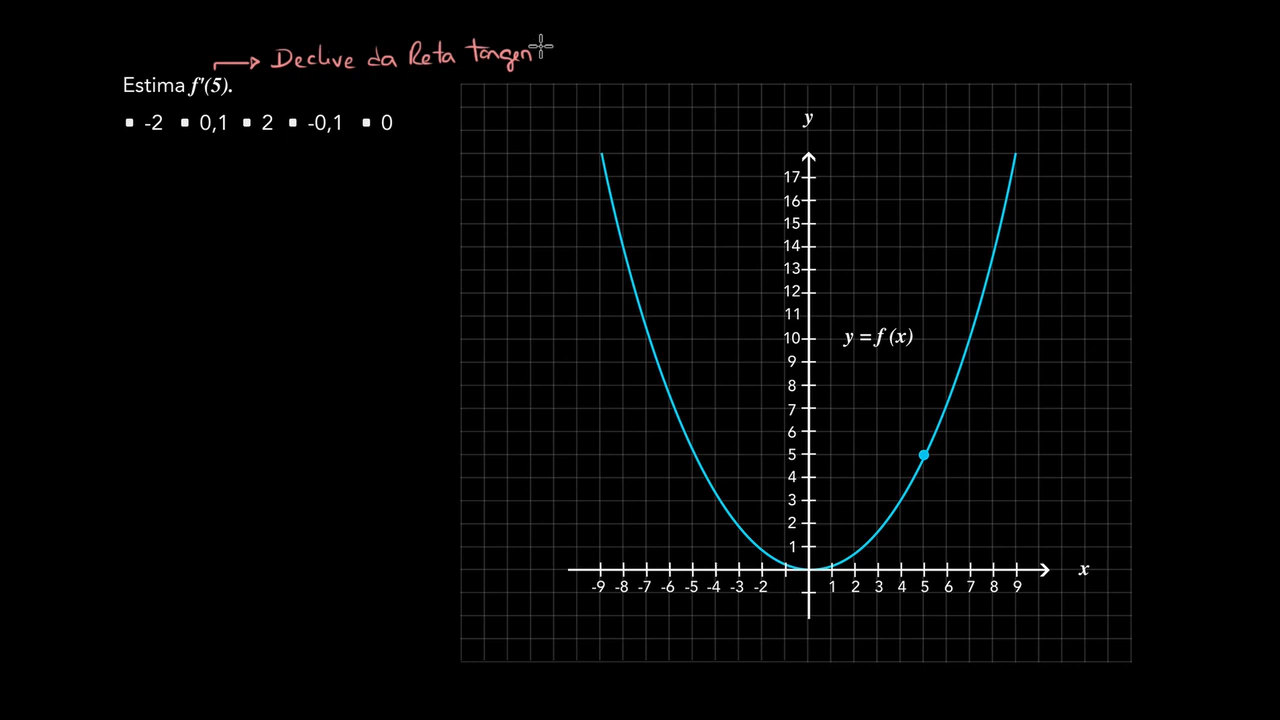 Declive da Reta tangen
Estima f'(5).
▪ -2 ▪ 0,1 ▪ 2 ▪ -0,1 ▪ 0
y
17
16
15
14
13
12
11
10
y = f (x)
9
8
7
6
5
4
3
2
1
x
-9 -8 -7 -6 -5 -4 -3 -2 1 2 3 4 5 6 7 8 9